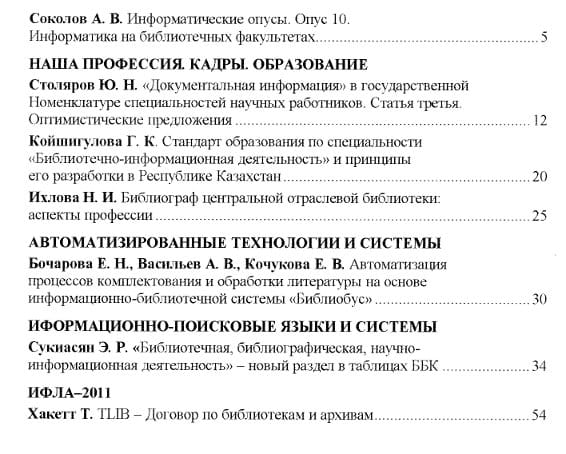 Соколов А. В. Информатические опусы. Опус 10.
Информатика на библиотечных факультетах..........5
НАША ПРОФЕССИЯ. КАДРЫ. ОБРАЗОВАНИЕ
Столяров Ю. Н. «Документальная информация» в государственной
Номенклатуре специальностей научных работников. Статья третья.
Оптимистические предложения..........12
Койшигулова Г. К. Стандарт образования по специальности
«Библиотечно-информационная деятельность» и принципы
его разработки в Республике Казахстан..........20
Ихлова Н. И. Библиограф центральной отраслевой библиотеки:
аспекты профессии..........25
АВТОМАТИЗИРОВАННЫЕ ТЕХНОЛОГИИ И СИСТЕМЫ
Бочарова Е. Н., Васильев А. В., Кочукова Е. В. Автоматизация
процессов комплектования и обработки литературы на основе
информационно-библиотечной системы «Библиобус»..........30
ИФОРМАЦИОННО-ПОИСКОВЫЕ ЯЗЫКИ И СИСТЕМЫ
Сукиасян Э. Р. «Библиотечная, библиографическая, научно-
информационная деятельность» – новый раздел в таблицах ББК..........34
ИФЛА–2011
Хакетт Т. TLIB – Договор по библиотекам и архивам..........54